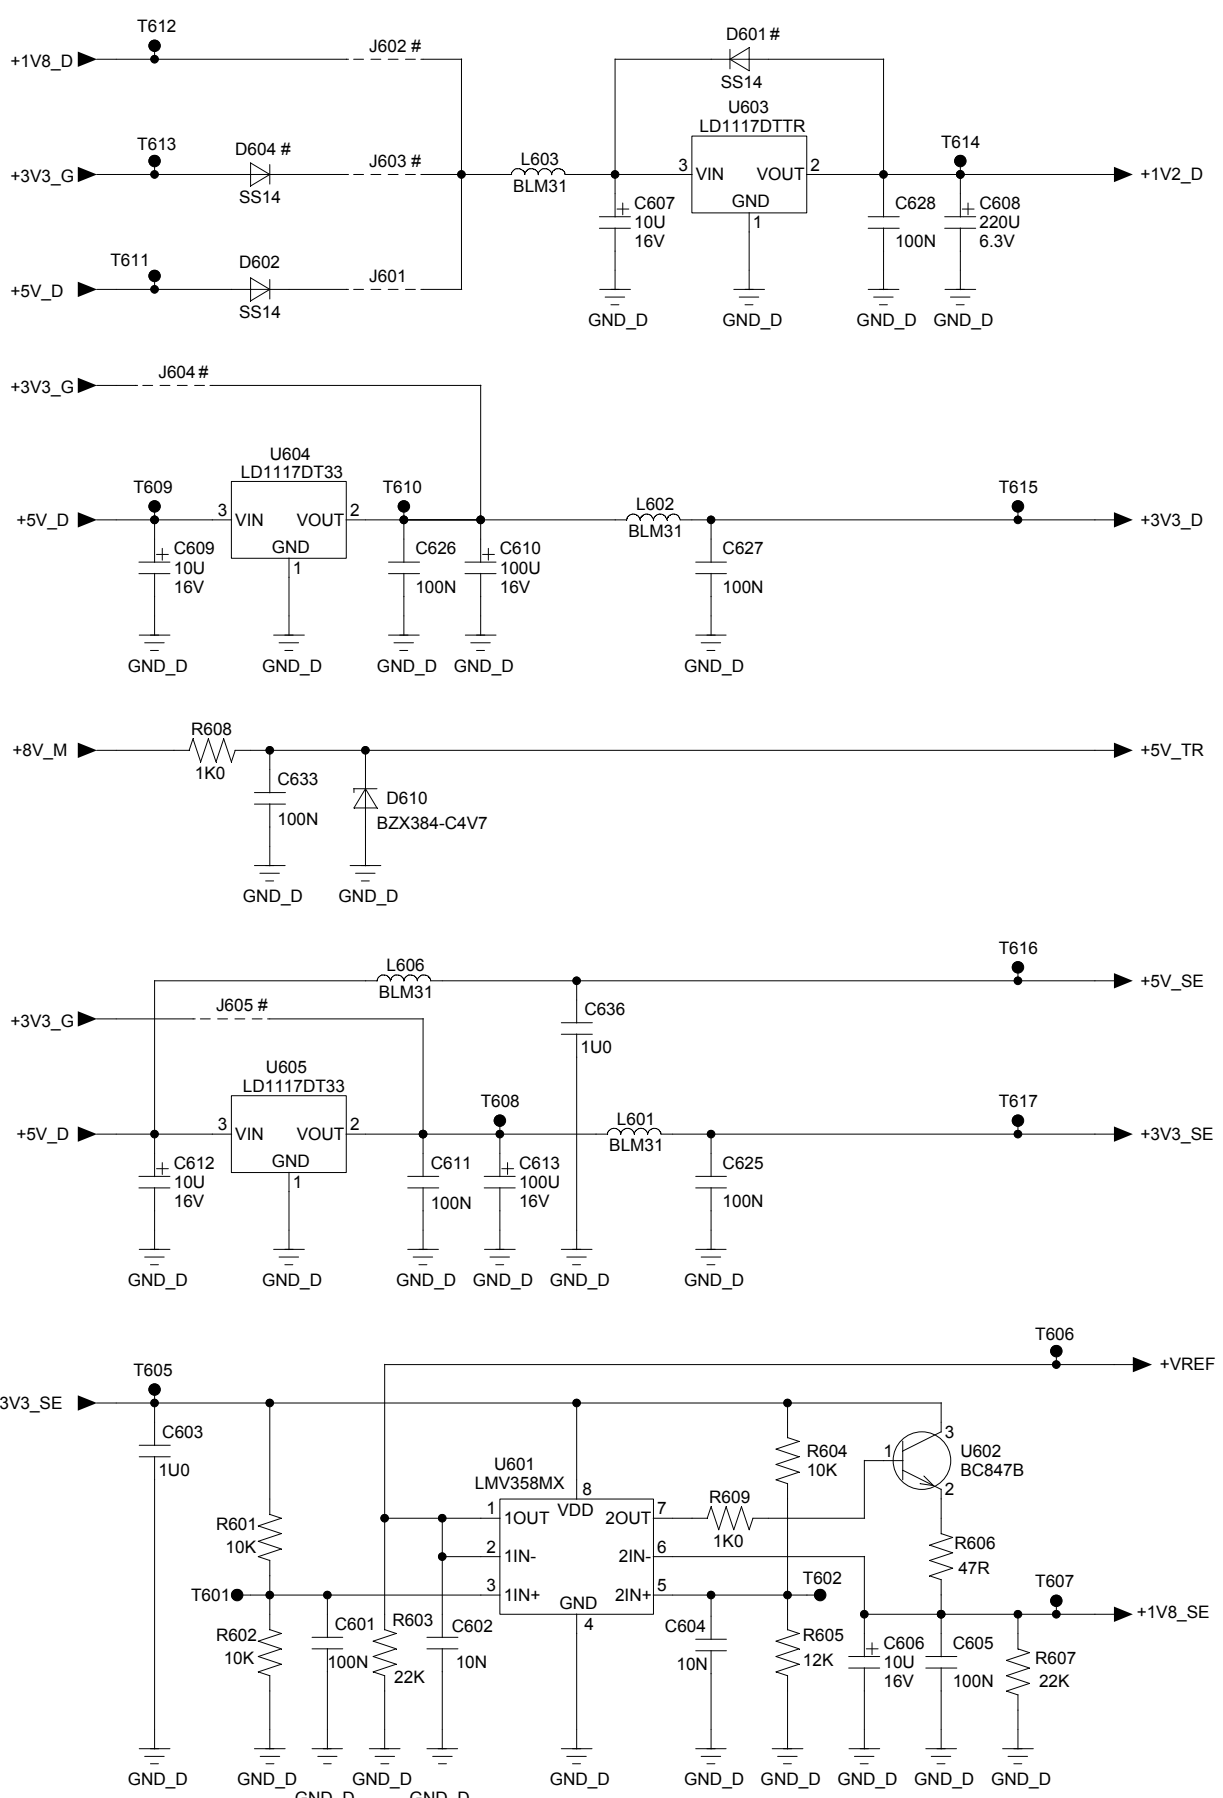 T612
+1V8_D
J602 #
D601 #
SS14
U603
LD1117DTTR
T613
D604 #
J603 #
L603
T614
+3V3_G
SS14
BLM31
3 VIN VOUT 2
+1V2_D
GND
1
+ C607
10U
16V
C628
100N
+ C608
220U
6.3V
T611
D602
J601
+5V_D
SS14
GND_D GND_D GND_D GND_D
+3V3_G
J604 #
U604
LD1117DT33
T609
T610
L602
T615
+5V_D
3 VIN VOUT 2
BLM31
+3V3_D
GND
1
+ C609
10U
16V
C626
100N
+ C610
100U
16V
C627
100N
GND_D GND_D GND_D GND_D GND_D
R608
+8V_M
1K0
+5V_TR
C633
100N
D610
BZX384-C4V7
GND_D GND_D
T616
L606
BLM31
+5V_SE
+3V3_G
J605 #
C636
1U0
U605
LD1117DT33
T608
L601
T617
+5V_D
3 VIN VOUT 2
BLM31
+3V3_SE
GND
1
+ C612
10U
16V
C611
100N
+ C613
100U
16V
C625
100N
GND_D GND_D GND_D GND_D GND_D GND_D
T606
+VREF
T605
3V3_SE
C603
1U0
3
R604
10K
1
U602
BC847B
2
U601
LMV358MX
8
VDD
R609
1K0
1 1OUT 2OUT 7
R601
10K
2 1IN- 2IN- 6
R606
47R
T601
3 1IN+ 2IN+ 5
T602
T607
GND
4
+1V8_SE
R602
10K
C601
100N
R603
22K
C602
10N
C604
10N
R605
12K
+ C606
10U
16V
C605
100N
R607
22K
GND_D GND_D GND_D GND_D GND_D GND_D GND_D GND_D GND_D
GND_D GND_D